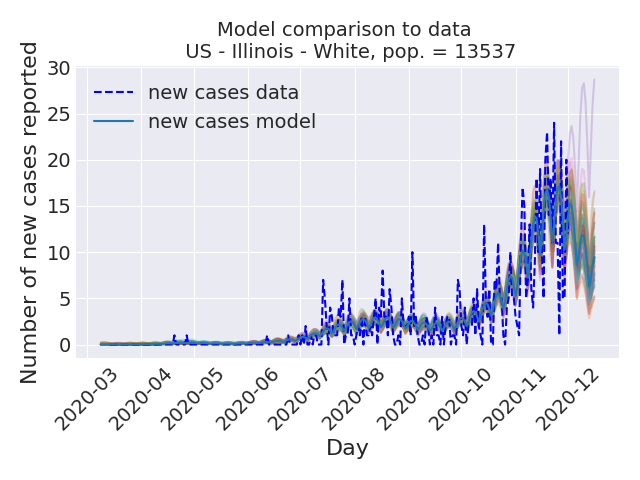 Model comparison to data
US - Illinois - White, pop. = 13537
Number of new cases reported
30
25
20
15
10
5
0
new cases data
new cases model
2020-03
2020-04
2020-05
2020-06
2020-07
2020-08
2020-09
2020-10
2020-11
2020-12
Day